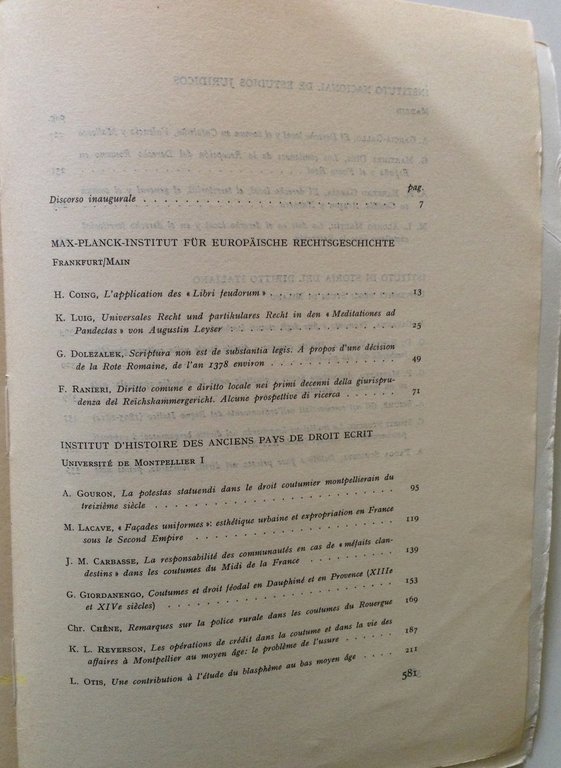 pag.
Discorso inaugurale . . . . . . . . . . . . . . . . . . . 7
MAX-PLANCK-INSTITUT FÜR EUROPÄISCHE RECHTSGESCHICHTE
FRANKFURT/MAIN
H. COING, L'application des « Libri feudorum » . . . . . . . . . . 13
K. LUIG, Universales Recht und partikulares Recht in den « Meditationes ad
Pandectas » von Augustin Leyser . . . . . . . . . . . . 25
G. DOLEZALEK, Scriptura non est de substantia legis. A propos d'une décision
de la Rote Romaine, de l'an 1378 environ . . . . . . . . . 49
F. RANIERI, Diritto comune e diritto locale nei primi decenni della giurispru-
denza del Reichskammergericht. Alcune prospettive di ricerca . . . . 71
INSTITUT D'HISTOIRE DES ANCIENS PAYS DE DROIT ECRIT
UNIVERSITÉ DE MONTPELLIER I
A. GOURON, La potestas statuendi dans le droit coutumier montpellierain du
treizième siècle . . . . . . . . . . . . . . . . . . 95
M. LACAVE, « Façades uniformes »: esthétique urbaine et expropriation en France
sous le Second Empire . . . . . . . . . . . . . . . 119
J. M. CARBASSE, La responsabilité des communautés en cas de « méfaits clan-
destins » dans les coutumes du Midi de la France . . . . . . . 139
G. GIORDANENGO, Coutumes et droit féodal en Dauphiné et en Provence (XIIIe
et XIVe siècles) . . . . . . . . . . . . . . . . . . 153
Chr. CHÊNE, Remarques sur la police rurale dans les coutumes du Rouergue 169
K. L. REYERSON, Les opérations de crédit dans la coutume et dans la vie des
affaires à Montpellier au moyen âge: le problème de l'usure . . . . . 187
L. OTIS, Une contribution à l'étude du blasphème au bas moyen âge . . . . . 211
581